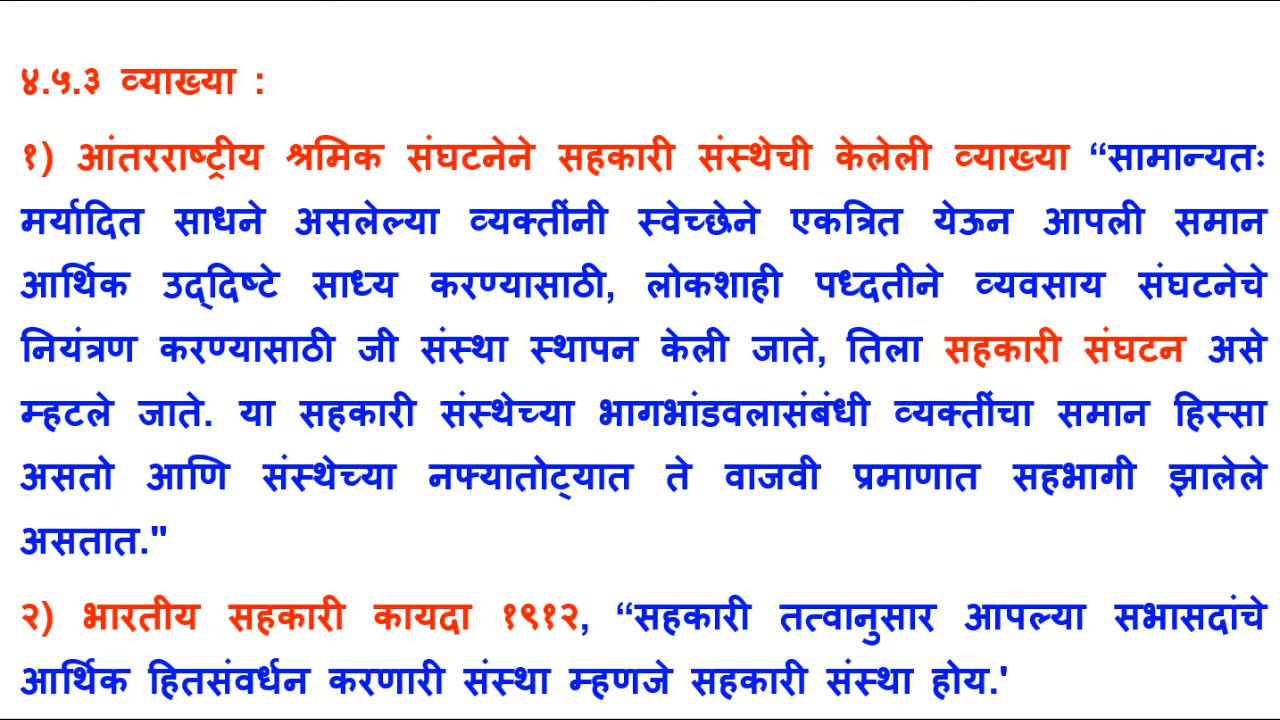 ४.५.३ व्याख्या :
१) आंतरराष्ट्रीय श्रमिक संघटनेने सहकारी संस्थेची केलेली व्याख्या “सामान्यतः
मर्यादित साधने असलेल्या व्यक्तींनी स्वेच्छेने एकत्रित येऊन आपली समान
आर्थिक उद्‌दिष्टे साध्य करण्यासाठी, लोकशाही पध्दतीने व्यवसाय संघटनेचे
नियंत्रण करण्यासाठी जी संस्था स्थापन केली जाते, तिला सहकारी संघटन असे
म्हटले जाते. या सहकारी संस्थेच्या भागभांडवलासंबंधी व्यक्तींचा समान हिस्सा
असतो आणि संस्थेच्या नफ्यातोट्यात ते वाजवी प्रमाणात सहभागी झालेले
असतात."
२) भारतीय सहकारी कायदा १९१२, “सहकारी तत्वानुसार आपल्या सभासदांचे
आर्थिक हितसंवर्धन करणारी संस्था म्हणजे सहकारी संस्था होय.'